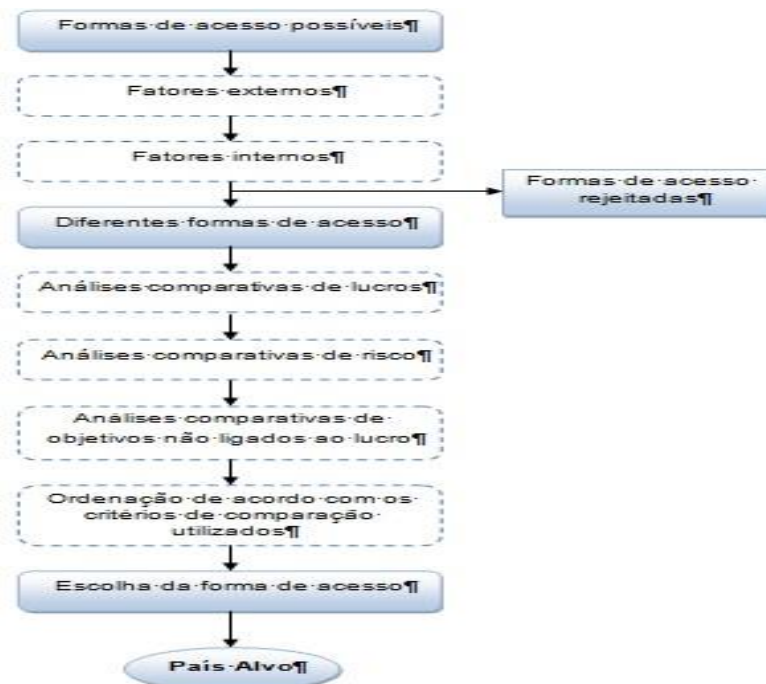 Formas·de·acesso·possíveis¶
Fatores·externos¶
Fatores·internos¶
Formas·de·acesso·
rejeitadas¶
Diferentes·formas·de·acesso¶
Análises·comparativas·de·lucros¶
Análises·comparativas·de·risco¶
Análises·comparativas·de·
objetivos·não·ligados·ao·lucro¶
Ordenação·de·acordo·com·os·
critérios·de·comparação·
utilizados¶
Escolha·da·forma·de·acesso¶
País·Alvo¶